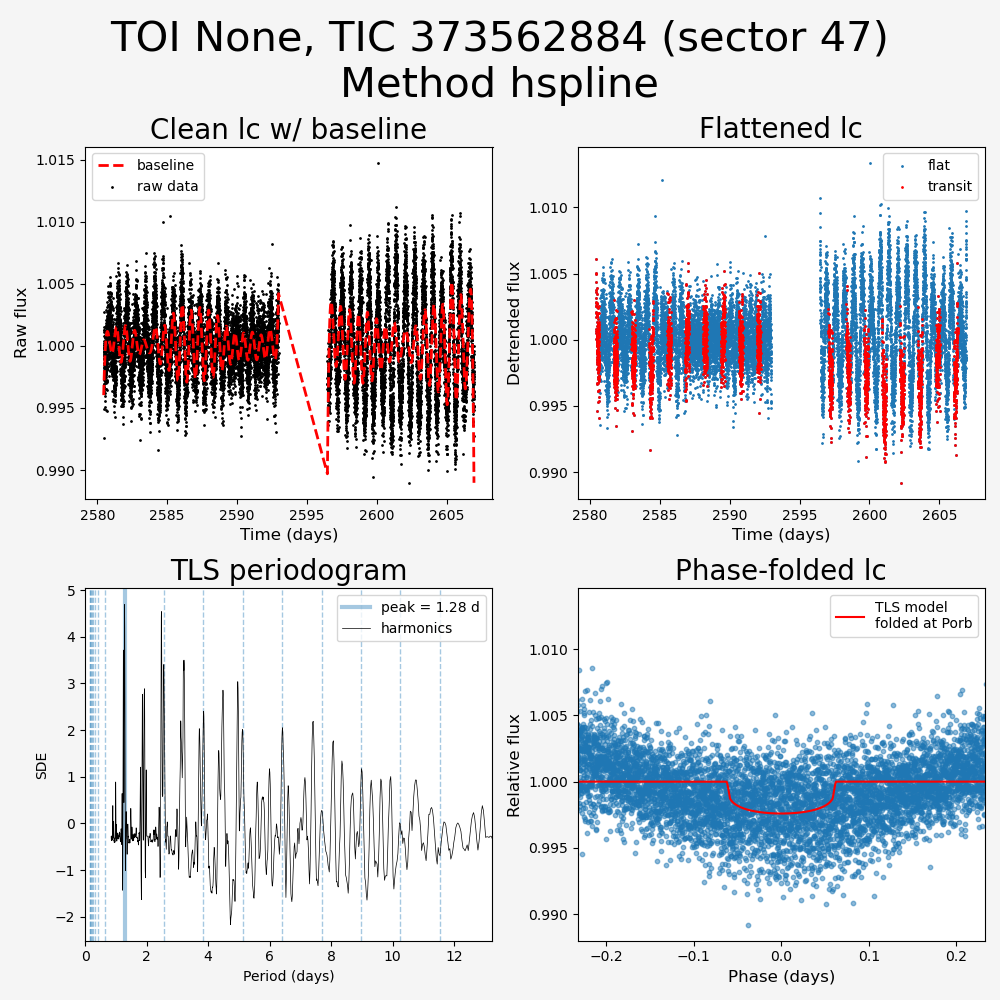 TOI None, TIC 373562884 (sector 47)
Method hspline
Clean lc w/ baseline
baseline
raw data
1.015
1.010
1.005
1.000
0.995
0.990
Raw flux
2580
2585
2590
2595
2600
2605
Time (days)
Flattened lc
flat
transit
1.010
1.005
1.000
0.995
0.990
Detrended flux
2580
2585
2590
2595
2600
2605
Time (days)
TLS periodogram
peak = 1.28 d
harmonics
5
4
3
2
1
0
−1
−2
SDE
0
2
4
6
8
10
12
Period (days)
Phase-folded lc
TLS model
folded at Porb
1.010
1.005
1.000
0.995
0.990
Relative flux
−0.2
−0.1
0.0
0.1
0.2
Phase (days)